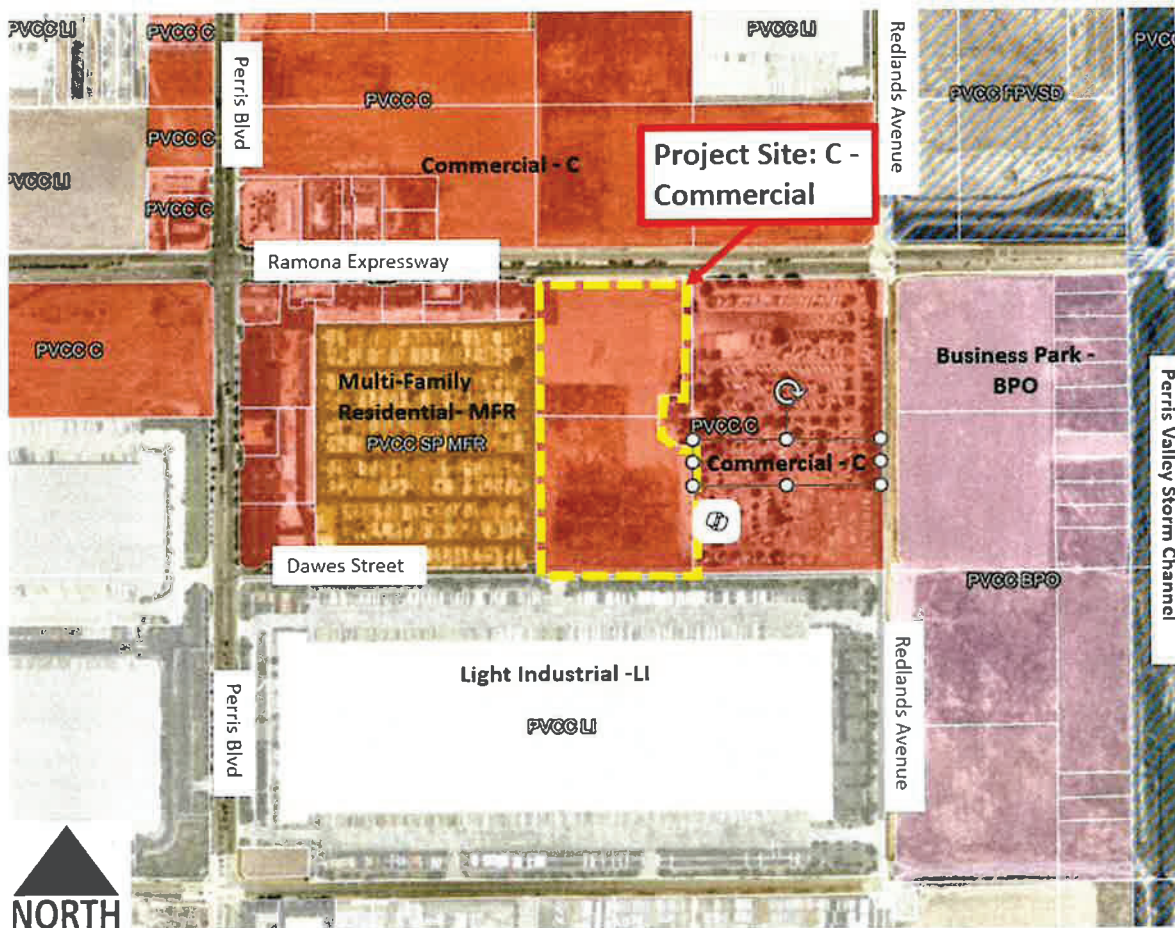 PVCC LI
PVCC C
PVCC LI
Redlands Avenue
PVCC
Perris Blvd
PVCC C
PVCC FPVSD
PVCC C
Project Site: C -
Commercial
Commercial - C
PVCC LI
PVCC C
Ramona Expressway
PVCC C
Business Park -
BPO
Multi-Family
Residential- MFR
PVCC SP MFR
PVCC C
Commercial - C
Perris Valley Storm Channel
Dawes Street
PVCC BPO
Light Industrial -LI
PVCC LI
Perris Blvd
Redlands Avenue
NORTH